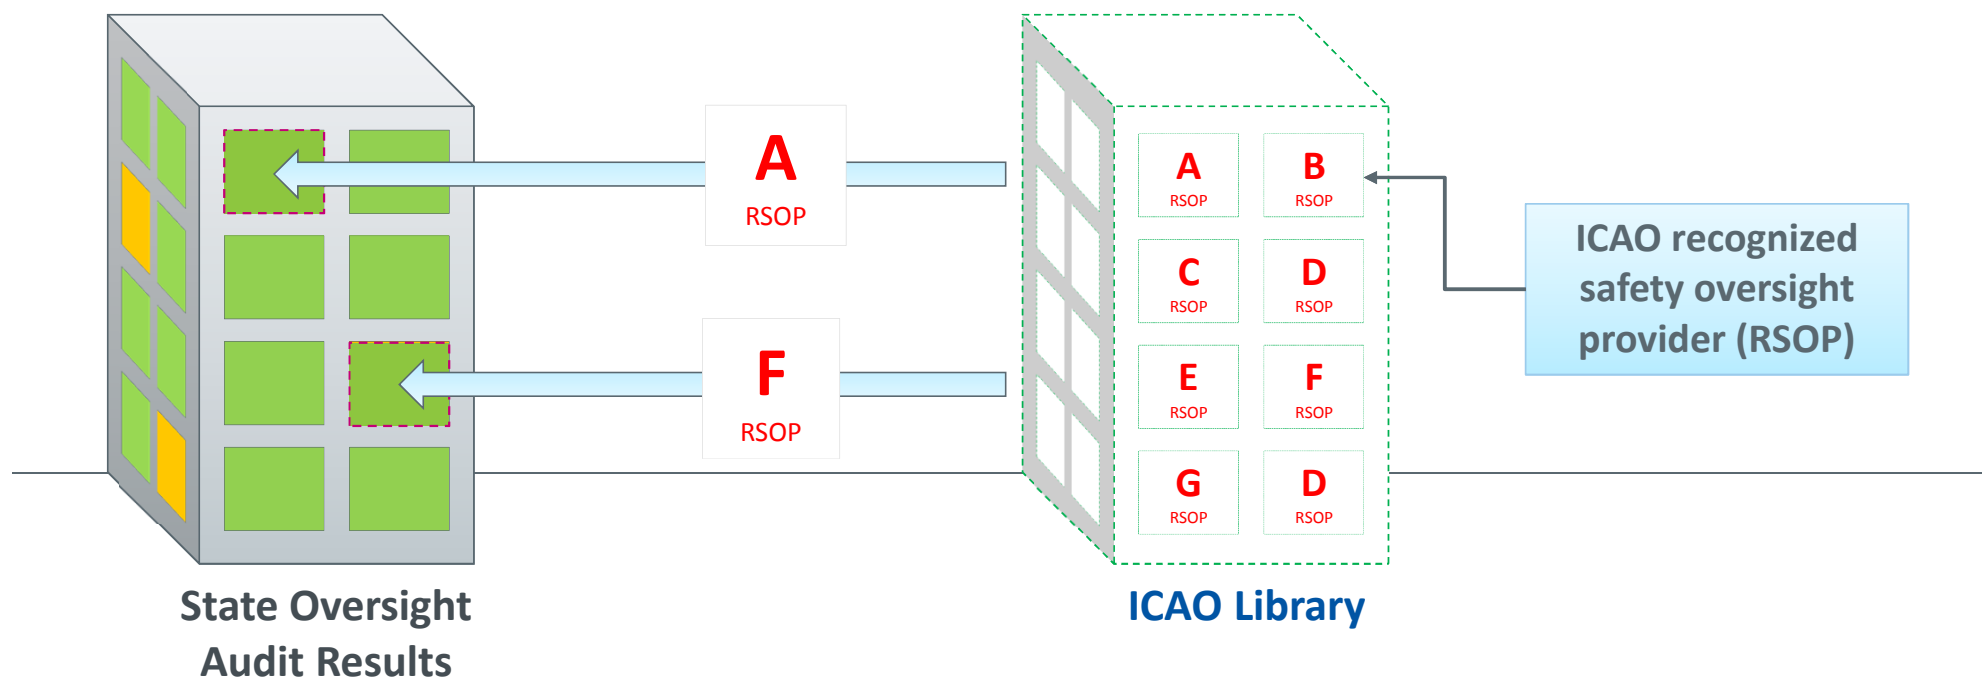 A
RSOP
F
RSOP
A
RSOP
B
RSOP
C
RSOP
D
RSOP
E
RSOP
F
RSOP
G
RSOP
D
RSOP
ICAO recognized
safety oversight
provider (RSOP)
State Oversight
Audit Results
ICAO Library